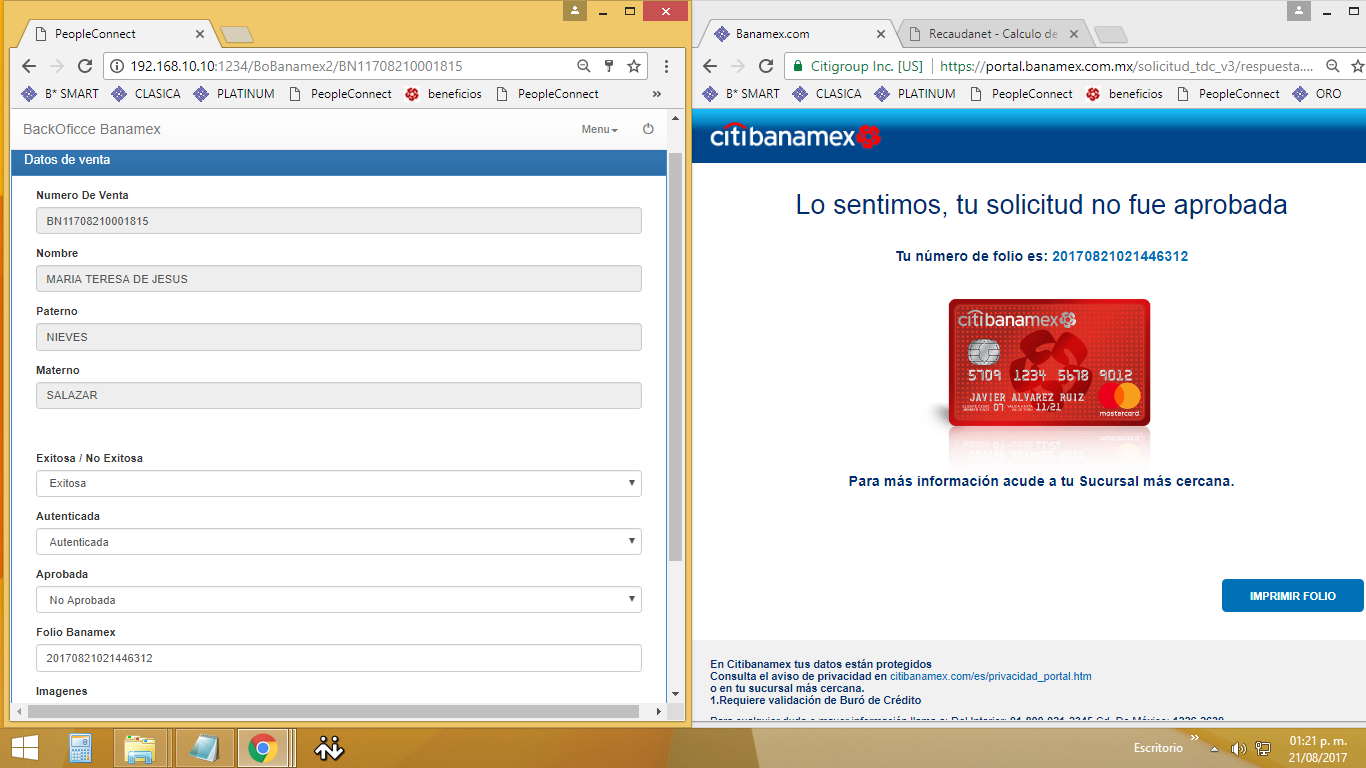 PeopleConnect
192.168.10.10:1234/BoBanamex2/BN11708210001815
B* SMART CLASICA PLATINUM PeopleConnect beneficios PeopleConnect »
BackOficce Banamex Menu
Datos de venta
Numero De Venta
BN11708210001815
Nombre
MARIA TERESA DE JESUS
Paterno
NIEVES
Materno
SALAZAR
Exitosa / No Exitosa
Exitosa
Autenticada
Autenticada
Aprobada
No Aprobada
Folio Banamex
20170821021446312
Imagenes
Banamex.com Recaudanet - Calculo de
Citigroup Inc. [US] https://portal.banamex.com.mx/solicitud_tdc_v3/respuesta....
B* SMART CLASICA PLATINUM PeopleConnect beneficios PeopleConnect ORO
citibanamex
Lo sentimos, tu solicitud no fue aprobada
Tu número de folio es: 20170821021446312
citibanamex
5709 1234 5678 9012
07 11/21
JAVIER ALVAREZ RUIZ
mastercard
Para más información acude a tu Sucursal más cercana.
IMPRIMIR FOLIO
En Citibanamex tus datos están protegidos
Consulta el aviso de privacidad en citibanamex.com/es/privacidad_portal.htm
o en tu sucursal más cercana.
1.Requiere validación de Buró de Crédito
Escritorio »
01:21 p. m.
21/08/2017